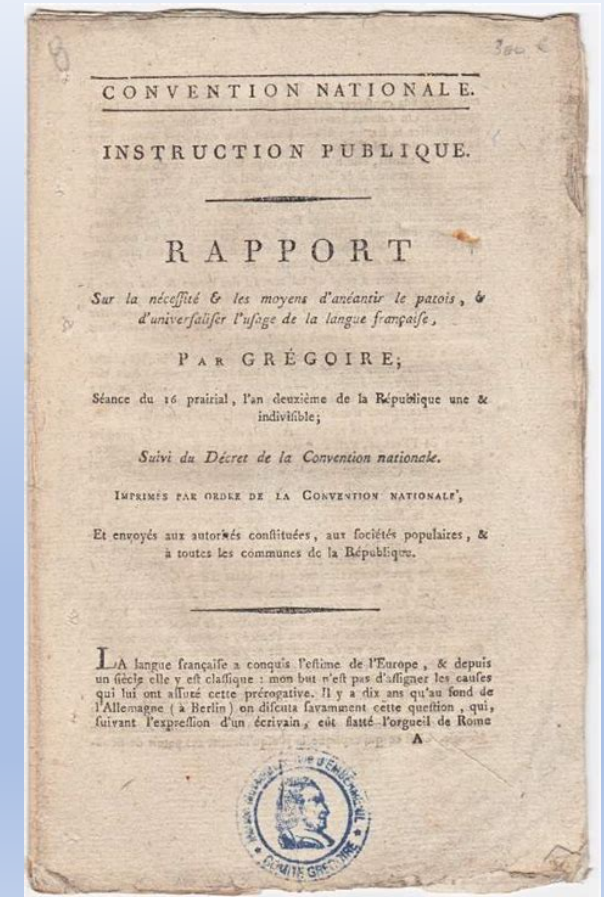 CONVENTION NATIONALE.
INSTRUCTION PUBLIQUE.
RAPPORT
Sur la néceſſité & les moyens d'anéantir le patois, &
d'univerſaliſer l'uſage de la langue françaiſe,
PAR GRÉGOIRE;
Séance du 16 prairial, l'an deuxième de la République une &
indiviſible;
Suivi du Décret de la Convention nationale.
IMPRIMÉS PAR ORDRE DE LA CONVENTION NATIONALE,
Et envoyés aux autorités conſtituées, aux ſociétés populaires, &
à toutes les communes de la République.
LA langue françaiſe a conquis l'eſtime de l'Europe, & depuis
un ſiècle elle y eſt claſſique : mon but n'eſt pas d'aſſigner les cauſes
qui lui ont aſſuré cette prérogative. Il y a dix ans qu'au fond de
l'Allemagne ( à Berlin ) on diſcuta ſavamment cette queſtion, qui,
ſuivant l'expreſſion d'un écrivain, eût flatté l'orgueil de Rome
A
COMITÉ GRÉGOIRE